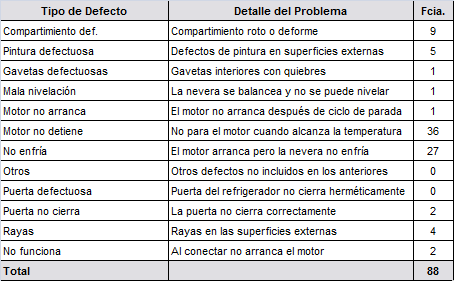 Tipo de Defecto Detalle del Problema Fcia.
Compartimiento def. Compartimiento roto o deforme 9
Pintura defectuosa Defectos de pintura en superficies externas 5
Gavetas defectuosas Gavetas interiores con quiebres 1
Mala nivelación La nevera se balancea y no se puede nivelar 1
Motor no arranca El motor no arranca después de ciclo de parada 1
Motor no detiene No para el motor cuando alcanza la temperatura 36
No enfría El motor arranca pero la nevera no enfría 27
Otros Otros defectos no incluidos en los anteriores 0
Puerta defectuosa Puerta del refrigerador no cierra herméticamente 0
Puerta no cierra La puerta no cierra correctamente 2
Rayas Rayas en las superficies externas 4
No funciona Al conectar no arranca el motor 2
Total 88